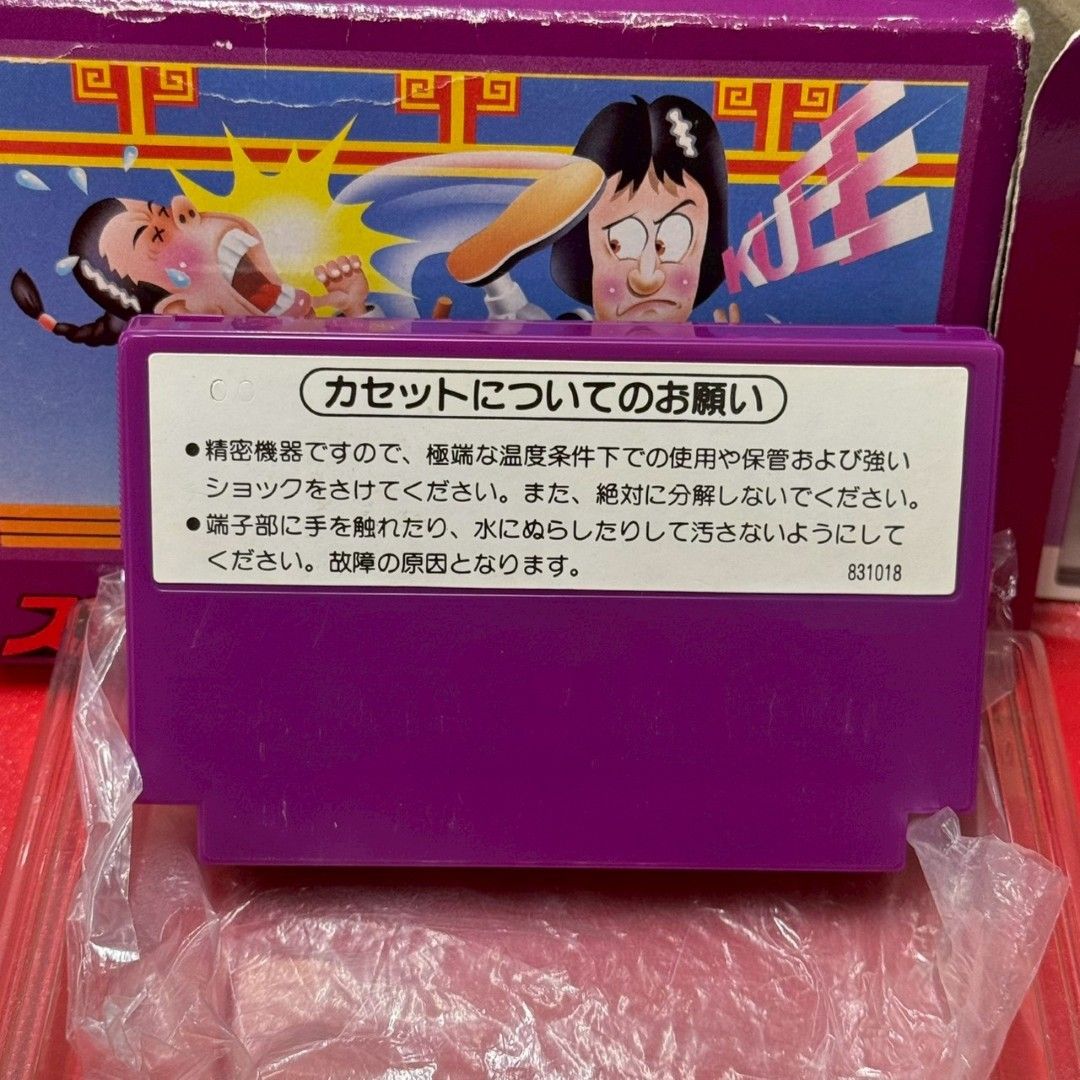 KUEEE
カセットについてのお願い
●精密機器ですので、極端な温度条件下での使用や保管および強い
ショックをさけてください。また、絶対に分解しないでください。
●端子部に手を触れたり、水にぬらしたりして汚さないようにして
ください。故障の原因となります。
831018
ス